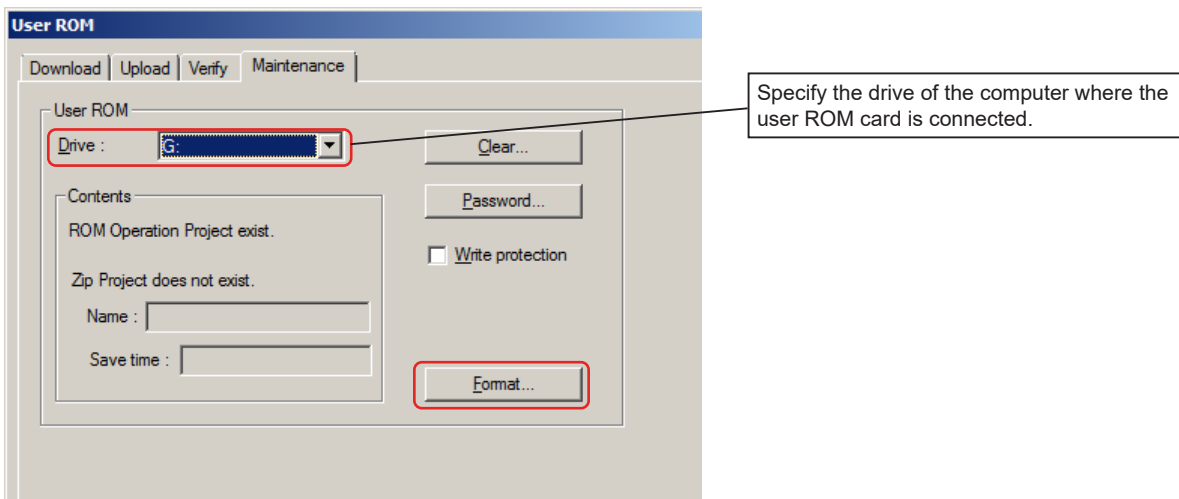 User ROM
Download Upload Verify Maintenance
Specify the drive of the computer where the
user ROM card is connected.
User ROM
Drive : G: Clear...
Contents
Password...
ROM Operation Project exist.
Write protection
Zip Project does not exist.
Name :
Save time :
Format...